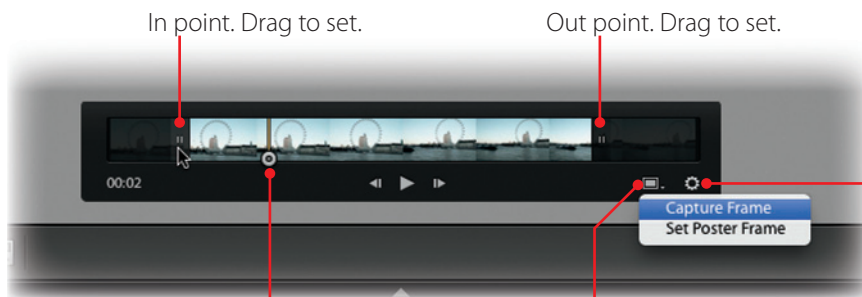 In point. Drag to set.
Out point. Drag to set.
00:02
Capture Frame
Set Poster Frame